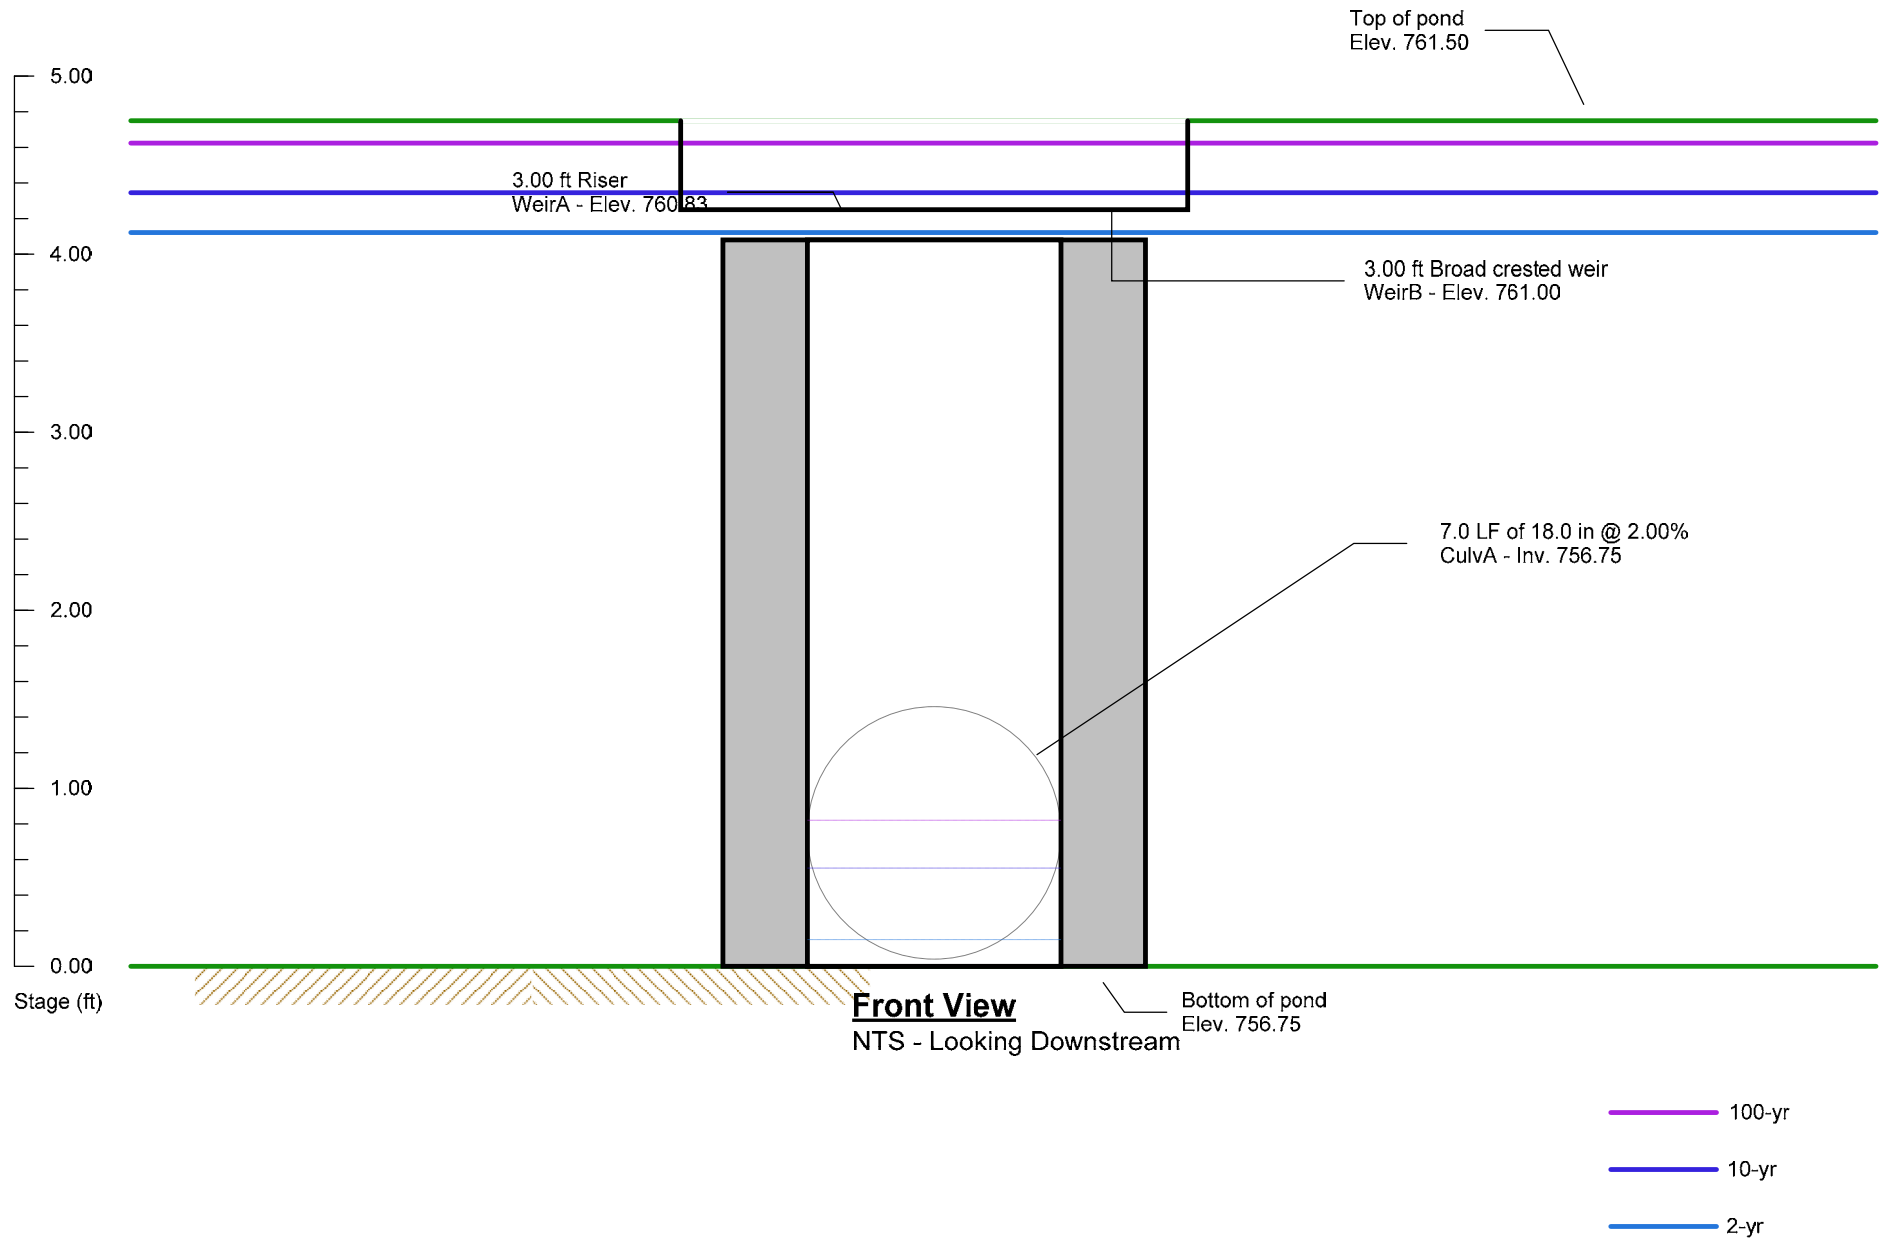 Top of pond
Elev. 761.50
5.00
3.00 ft Riser
WeirA - Elev. 760.83
4.00
3.00 ft Broad crested weir
WeirB - Elev. 761.00
3.00
7.0 LF of 18.0 in @ 2.00%
CulvA - Inv. 756.75
2.00
1.00
0.00
Stage (ft)
Front View
NTS - Looking Downstream
Bottom of pond
Elev. 756.75
100-yr
10-yr
2-yr